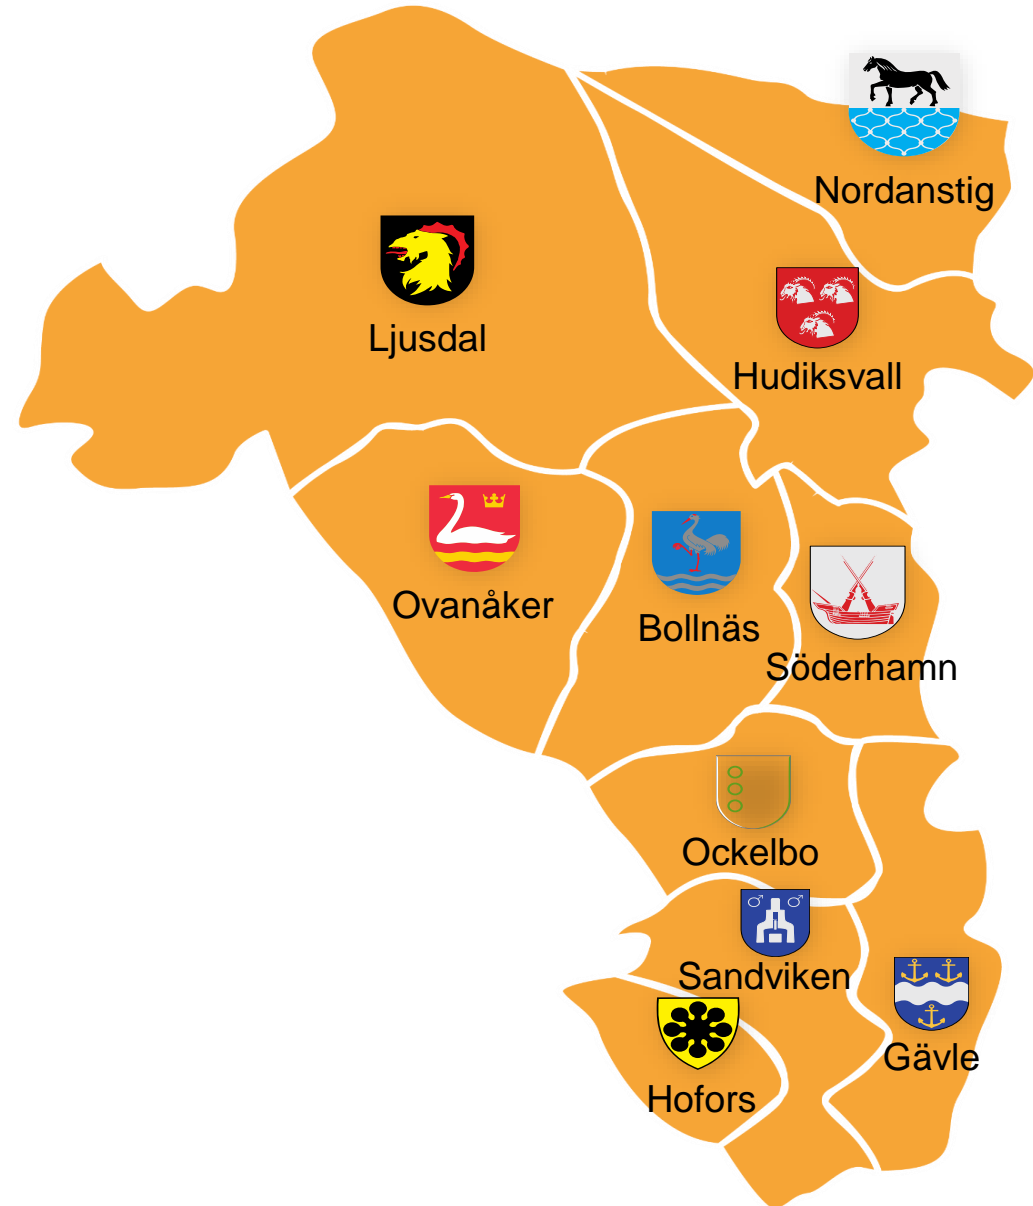 Nordanstig
Ljusdal
Hudiksvall
Ovanåker
Bollnäs
Söderhamn
Ockelbo
Sandviken
Gävle
Hofors